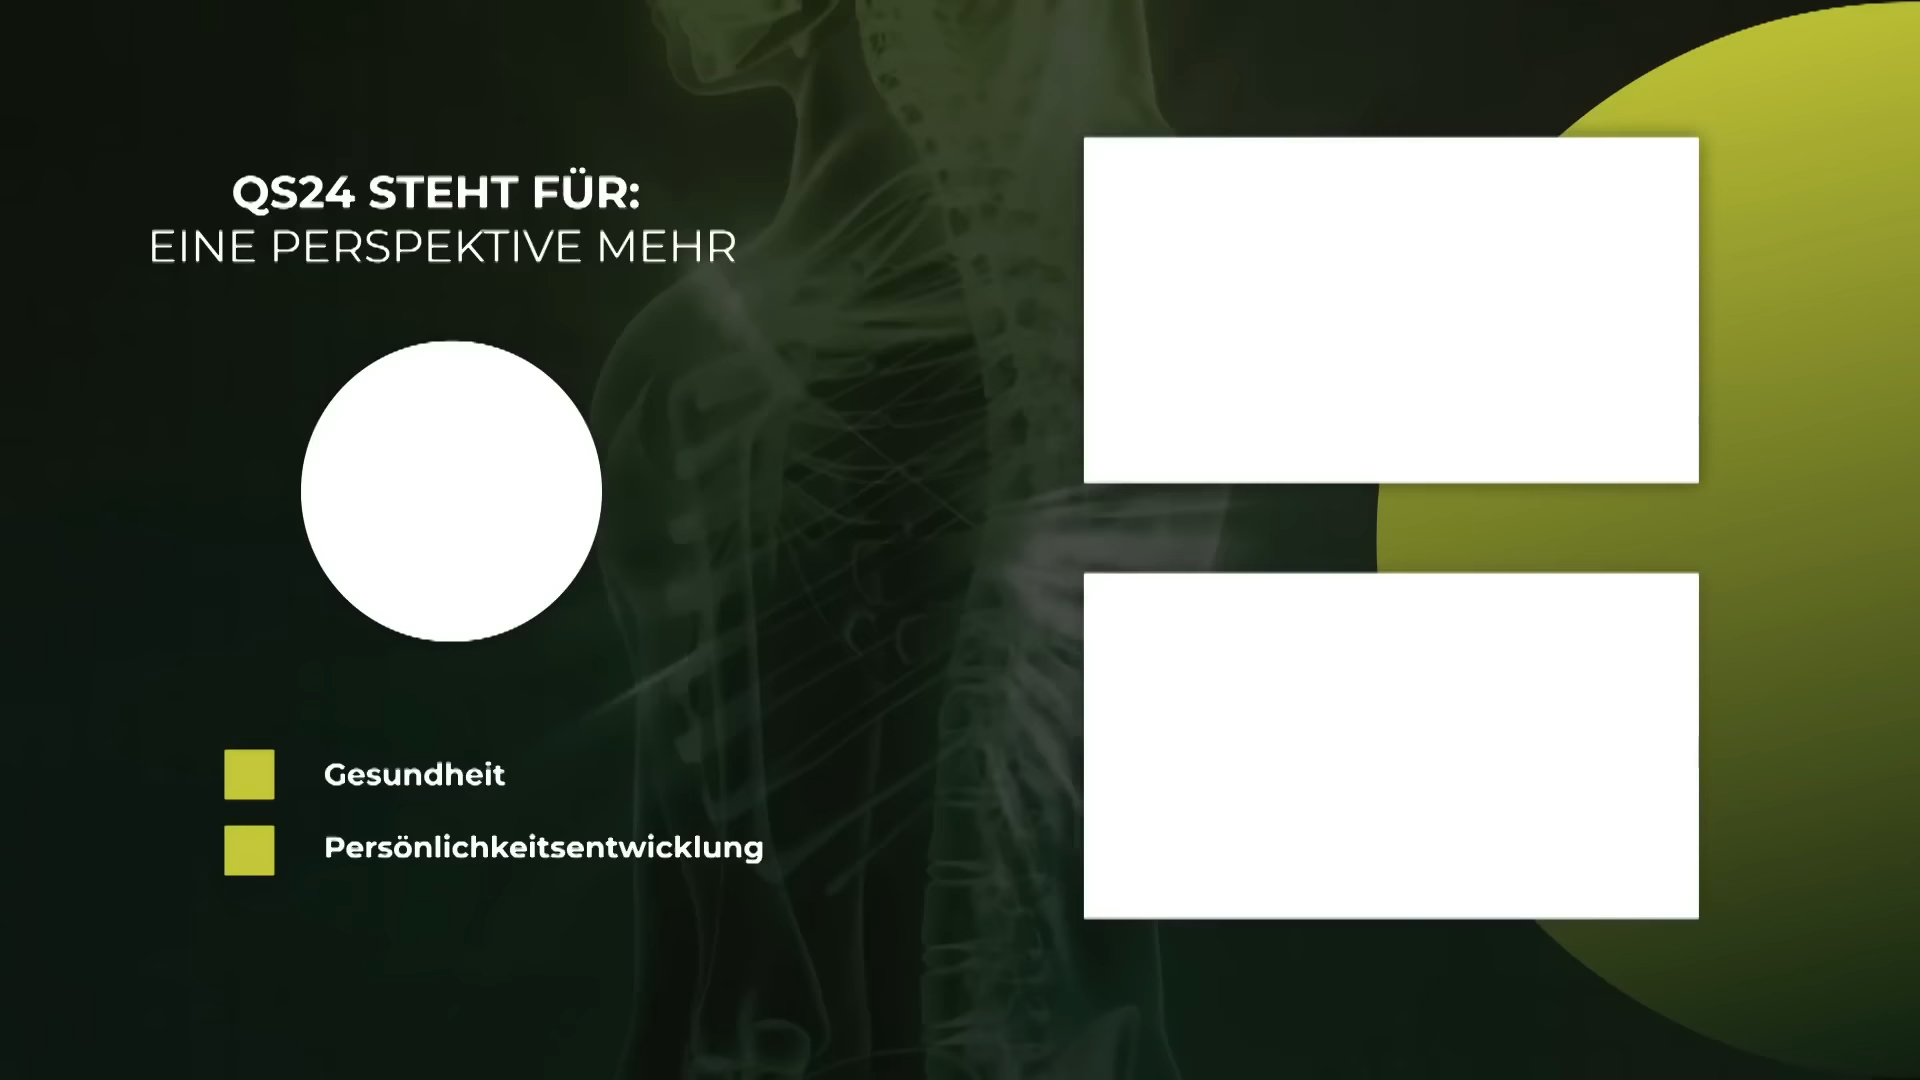 QS24 STEHT FÜR:
EINE PERSPEKTIVE MEHR
Gesundheit
Persönlichkeitsentwicklung